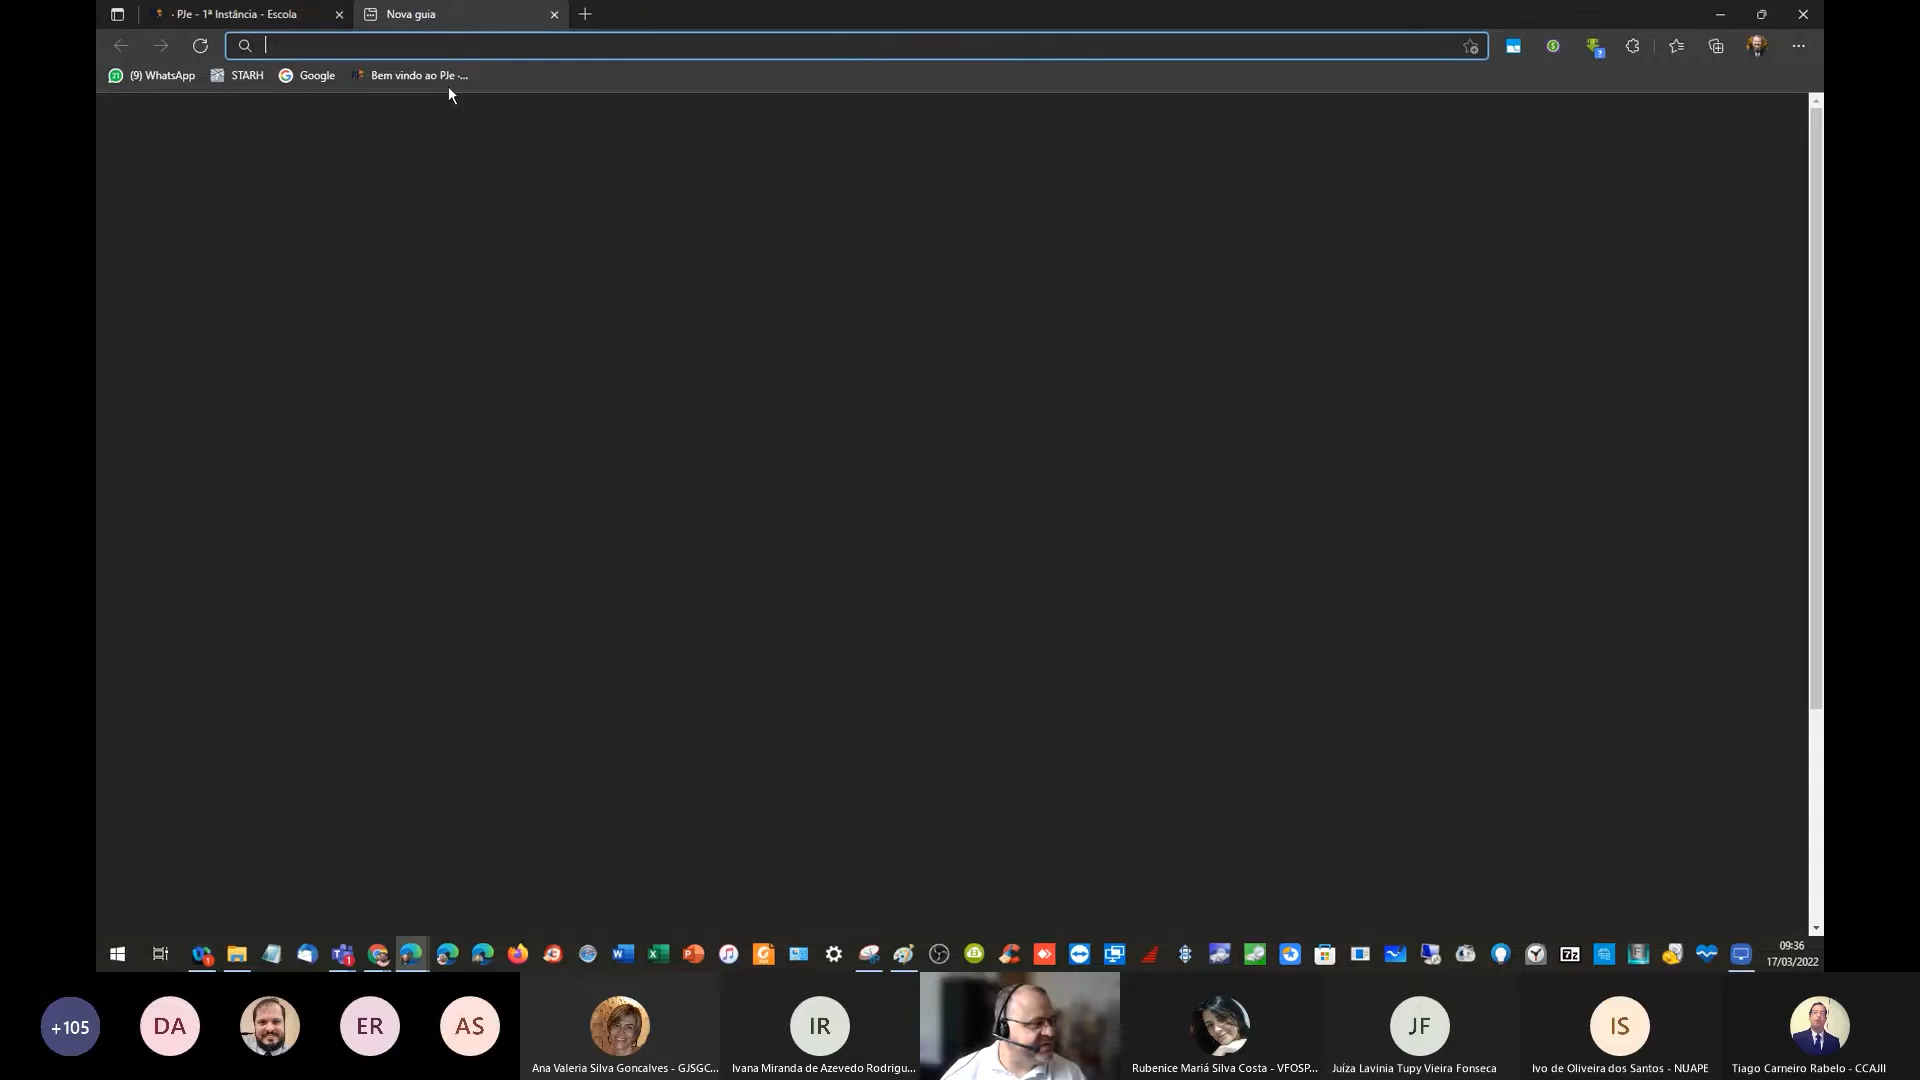 PJe - 1ª Instância - Escola
Nova guia
(9) WhatsApp
STARH
Google
Bem vindo ao PJe ·...
09:36
17/03/2022
+105
DA
ER
AS
IR
JF
IS
Ana Valeria Silva Goncalves - GJSGC...
Ivana Miranda de Azevedo Rodrigu...
Rubenice Mariá Silva Costa - VFOSP...
Juíza Lavinia Tupy Vieira Fonseca
Ivo de Oliveira dos Santos - NUAPE
Tiago Carneiro Rabelo - CCAJII